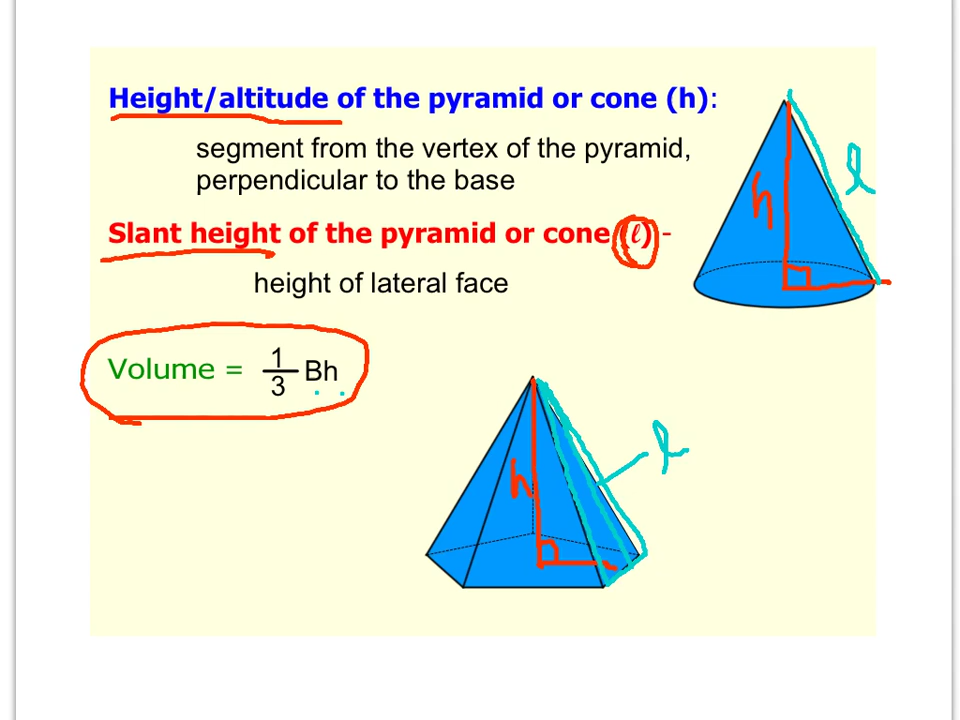 Height/altitude of the pyramid or cone (h):
segment from the vertex of the pyramid,
perpendicular to the base
Slant height of the pyramid or cone (ℓ) -
height of lateral face
Volume = 1/3 Bh
h
ℓ
h
ℓ